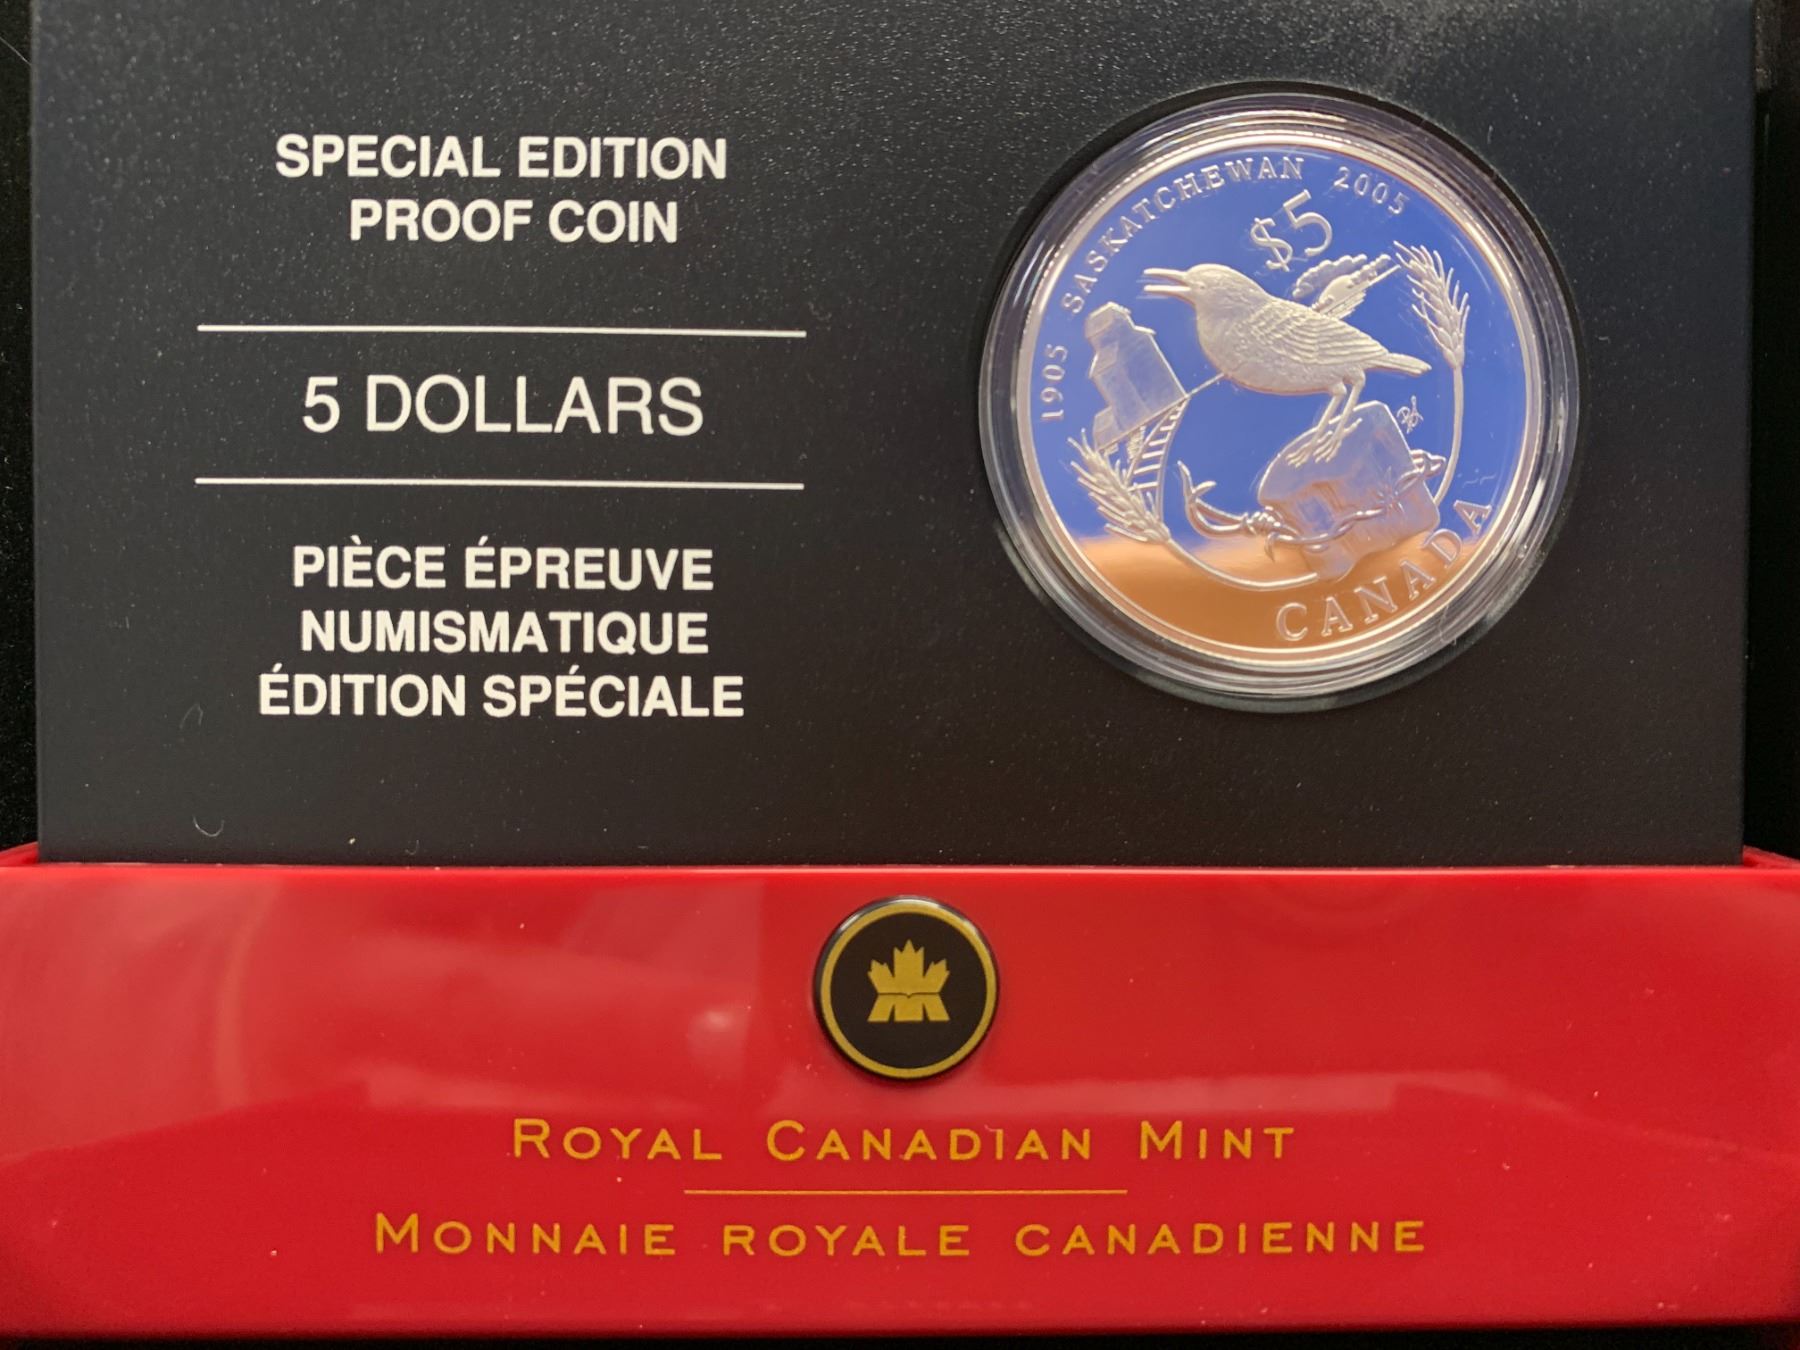 SPECIAL EDITION
PROOF COIN
5 DOLLARS
PIÈCE ÉPREUVE
NUMISMATIQUE
ÉDITION SPÉCIALE
1905 SASKATCHEWAN 2005
$5
CANADA
ROYAL CANADIAN MINT
MONNAIE ROYALE CANADIENNE